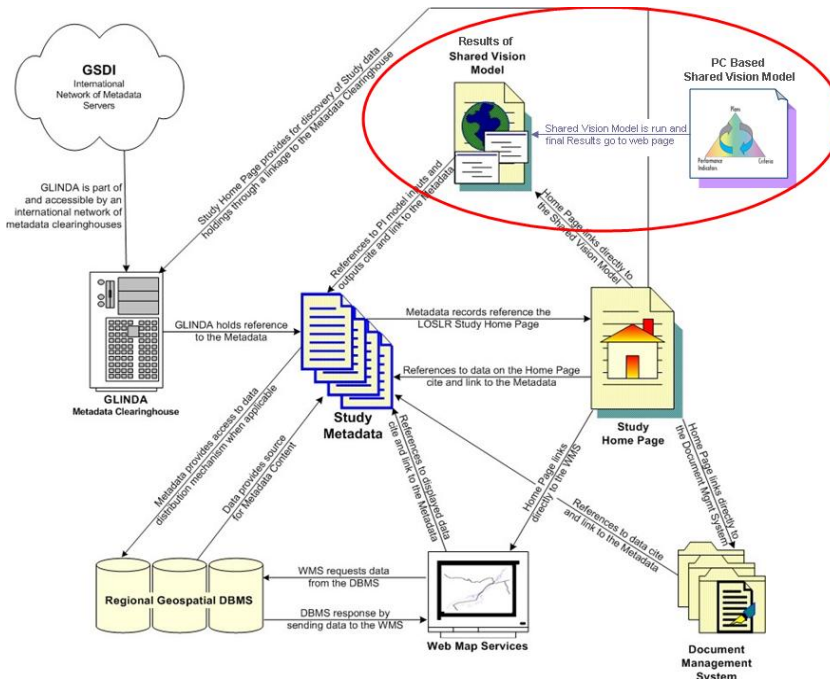 GSDI
International
Network of Metadata
Servers
Results of
Shared Vision
Model
PC Based
Shared Vision Model
Plans
Performance
Indicators
Criteria
Shared Vision Model is run and
final Results go to web page
Study Home Page provides for discovery of Study data
holdings through a linkage to the Metadata Clearinghouse
GLINDA is part of
and accessible by an
international network of
metadata clearinghouses
References to PI model inputs and
outputs cite and link to the Metadata
Home Page links directly to
the Shared Vision Model
GLINDA holds reference
to the Metadata
Metadata records reference the
LOSLR Study Home Page
References to data on the Home Page
cite and link to the Metadata
GLINDA
Metadata Clearinghouse
Study
Metadata
Study
Home Page
Metadata provides access to data
distribution mechanism when applicable
Data provides source
for Metadata Content
References to displayed data
cite and link to the Metadata
Home Page links
directly to the WMS
References to data cite
and link to the Metadata
Home Page links directly to
the Document Mgmt System
Regional Geospatial DBMS
WMS requests data
from the DBMS
DBMS response by
sending data to the WMS
Web Map Services
Document
Management
System